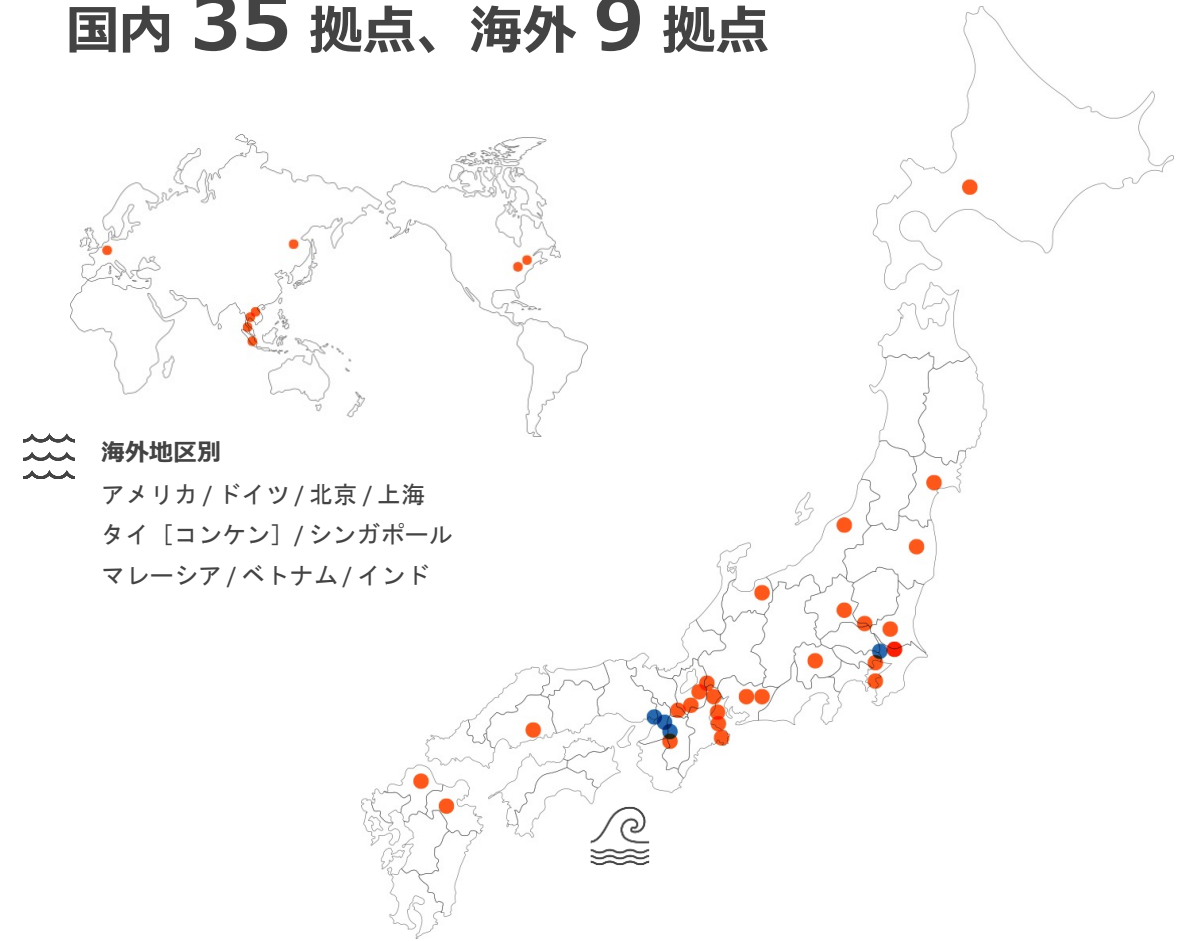 国内 35 拠点、海外 9 拠点
海外地区別
アメリカ / ドイツ / 北京 / 上海
タイ［コンケン］ / シンガポール
マレーシア / ベトナム / インド